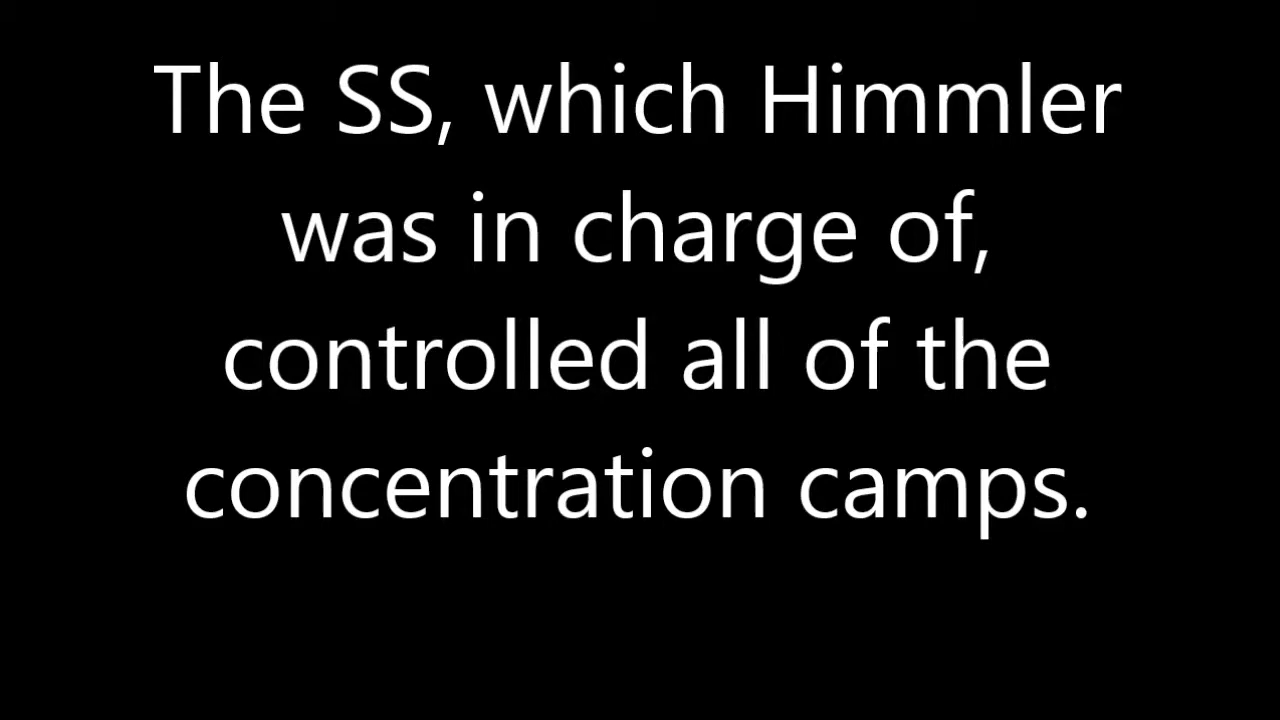 The SS, which Himmler
was in charge of,
controlled all of the
concentration camps.